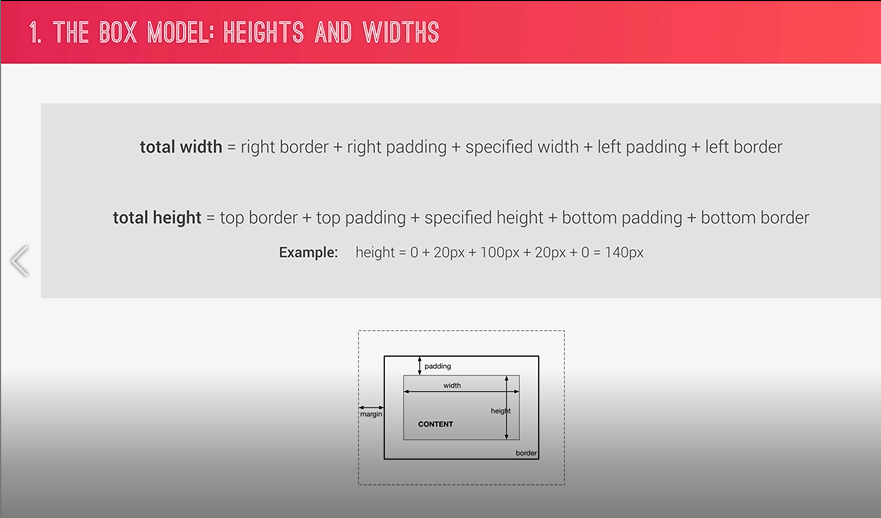 1. THE BOX MODEL: HEIGHTS AND WIDTHS
total width = right border + right padding + specified width + left padding + left border
total height = top border + top padding + specified height + bottom padding + bottom border
Example: height = 0 + 20px + 100px + 20px + 0 = 140px
padding
width
margin
height
CONTENT
border